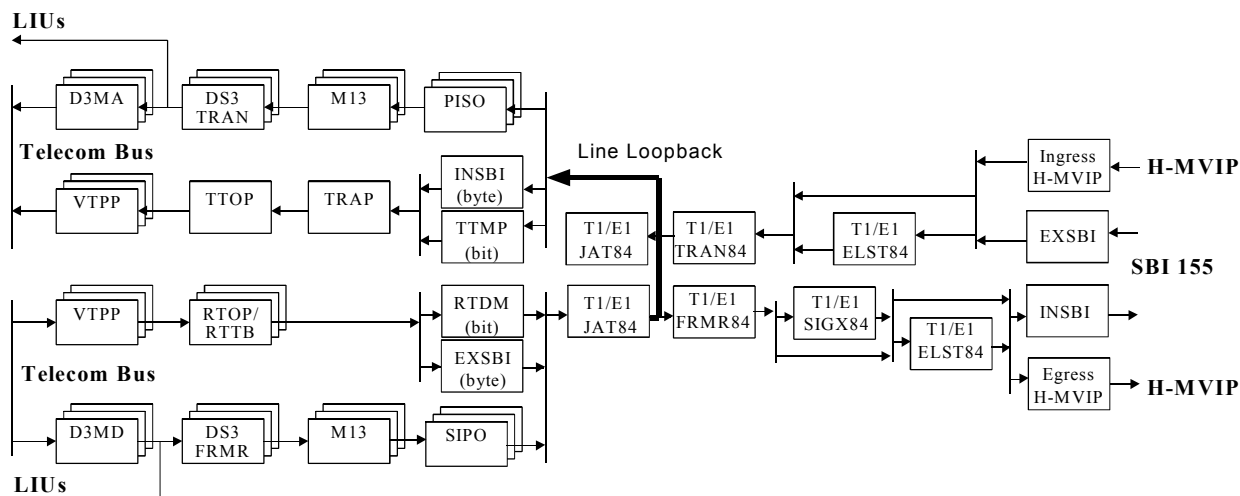 LIUs
D3MA
DS3
TRAN
M13
PISO
Telecom Bus
Line Loopback
VTPP
TTOP
TRAP
INSBI
(byte)
TTMP
(bit)
T1/E1
JAT84
T1/E1
TRAN84
T1/E1
ELST84
Ingress
H-MVIP
H-MVIP
EXSBI
SBI 155
VTPP
RTOP/
RTTB
RTDM
(bit)
EXSBI
(byte)
T1/E1
JAT84
T1/E1
FRMR84
T1/E1
SIGX84
T1/E1
ELST84
INSBI
Egress
H-MVIP
H-MVIP
Telecom Bus
D3MD
DS3
FRMR
M13
SIPO
LIUs